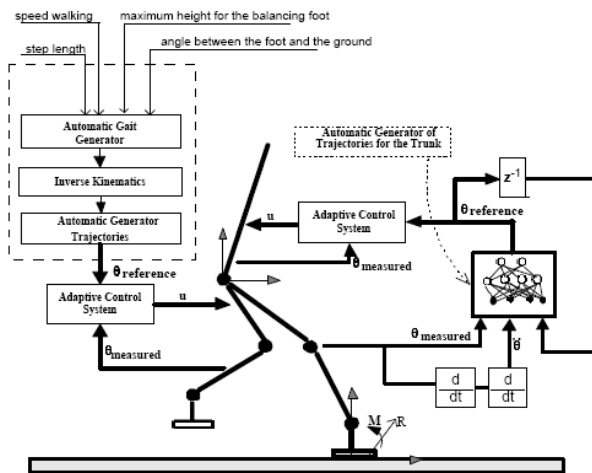 speed walking
maximum height for the balancing foot
step length
angle between the foot and the ground
Automatic Gait
Generator
Inverse Kinematics
Automatic Generator
Trajectories
θreference
Adaptive Control
System
u
θmeasured
Automatic Generator of
Trajectories for the Trunk
z⁻¹
θreference
u
Adaptive Control
System
θmeasured
θmeasured
θ̈
d
dt
d
dt
M
R